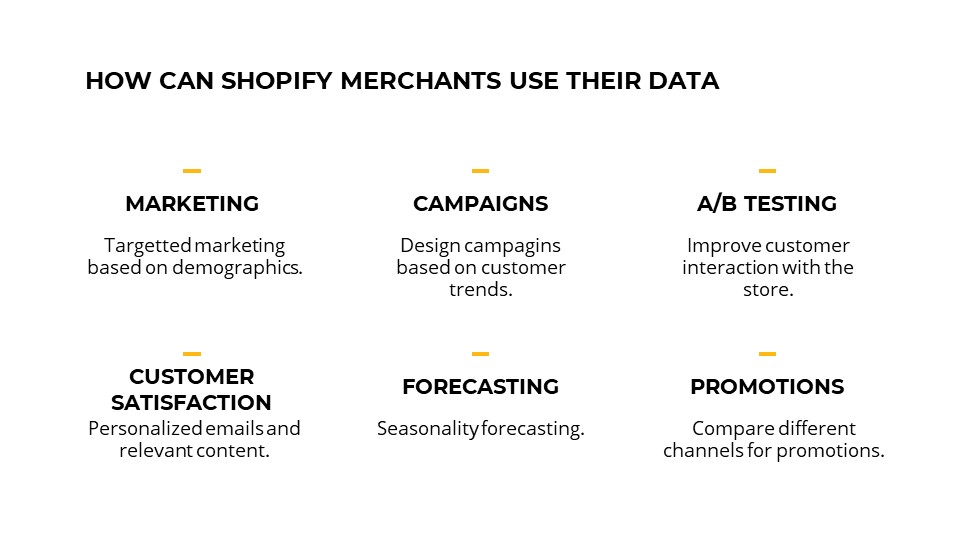 HOW CAN SHOPIFY MERCHANTS USE THEIR DATA
MARKETING
Targetted marketing
based on demographics.
CAMPAIGNS
Design campagins
based on customer
trends.
A/B TESTING
Improve customer
interaction with the
store.
CUSTOMER
SATISFACTION
Personalized emails and
relevant content.
FORECASTING
Seasonality forecasting.
PROMOTIONS
Compare different
channels for promotions.